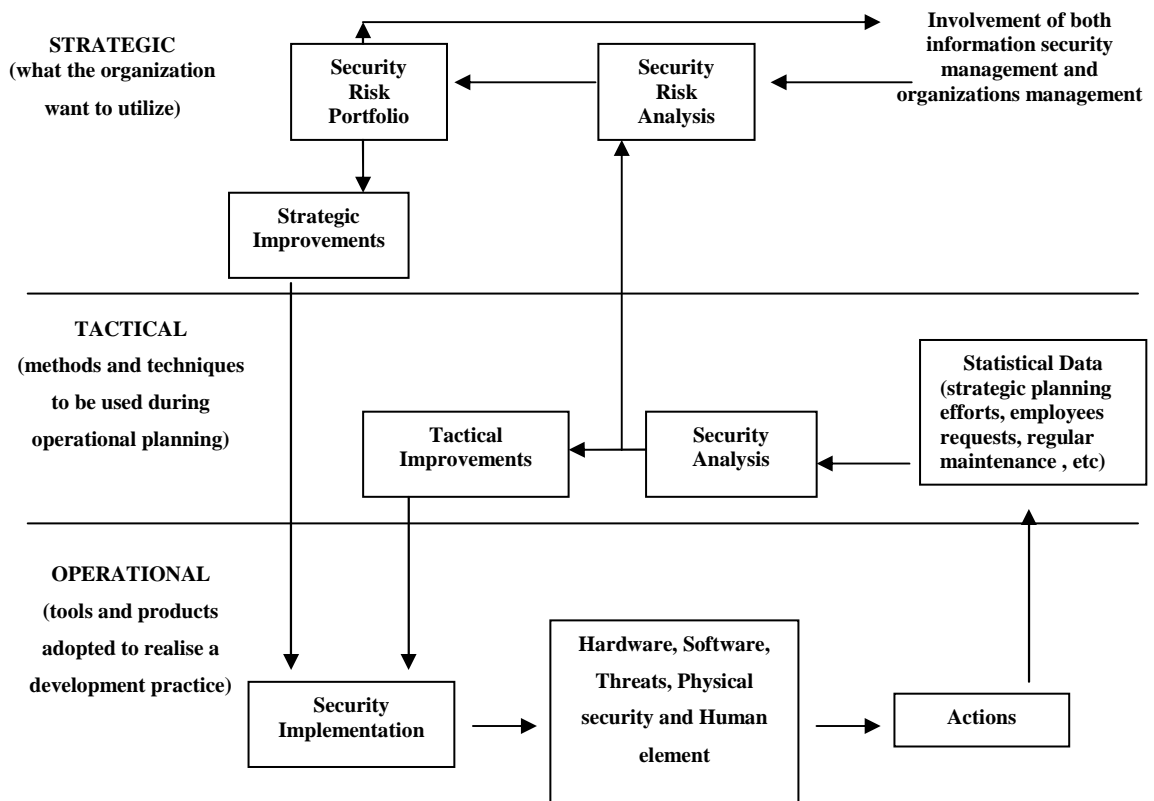 STRATEGIC
(what the organization
want to utilize)
Security
Risk
Portfolio
Security
Risk
Analysis
Involvement of both
information security
management and
organizations management
Strategic
Improvements
TACTICAL
(methods and techniques
to be used during
operational planning)
Tactical
Improvements
Security
Analysis
Statistical Data
(strategic planning
efforts, employees
requests, regular
maintenance , etc)
OPERATIONAL
(tools and products
adopted to realise a
development practice)
Security
Implementation
Hardware, Software,
Threats, Physical
security and Human
element
Actions